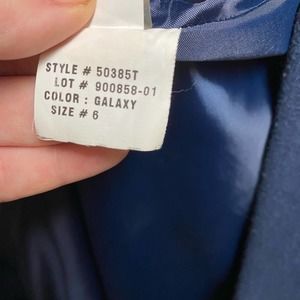 STYLE # 50385T
LOT # 900858-01
COLOR : GALAXY
SIZE # 6